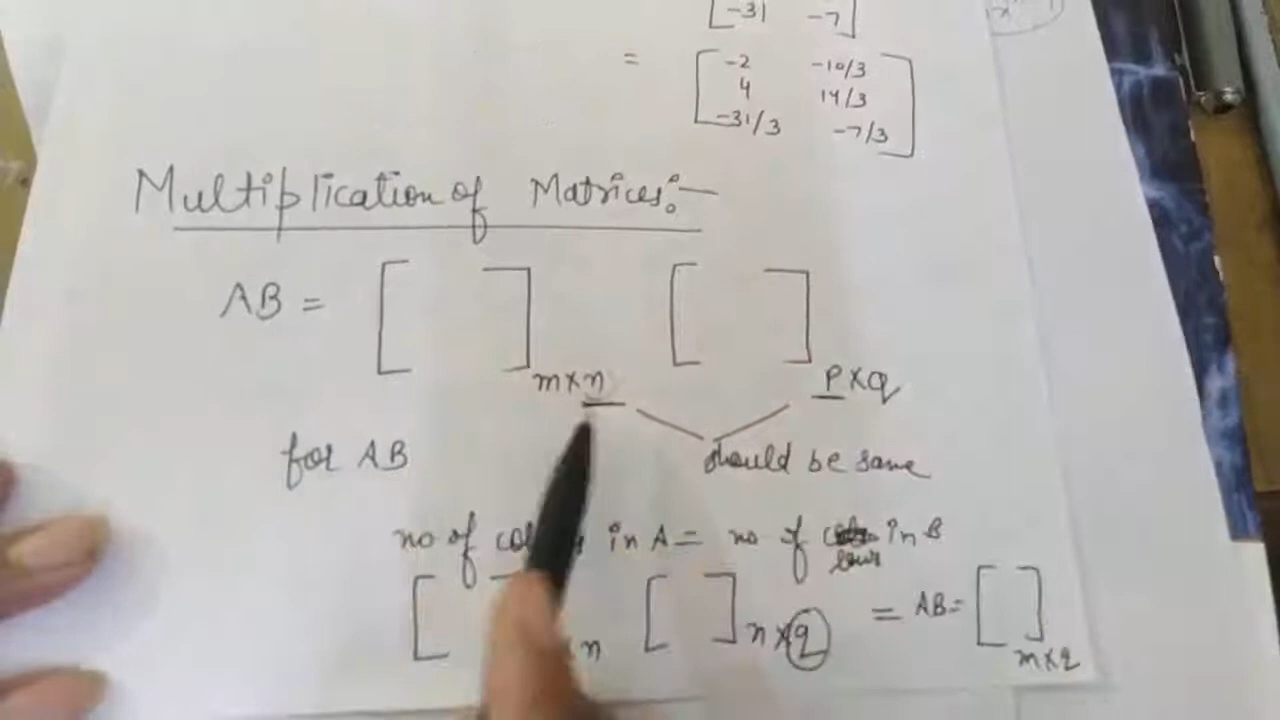 [-31 -7]
= [-2 -10/3
4 14/3
-31/3 -7/3]
Multiplication of Matrices:-
AB = [ ] m×n [ ] p×q
for AB should be same
no of in A = no of rows in B
[ ] n [ ] n×q = AB = [ ] m×q